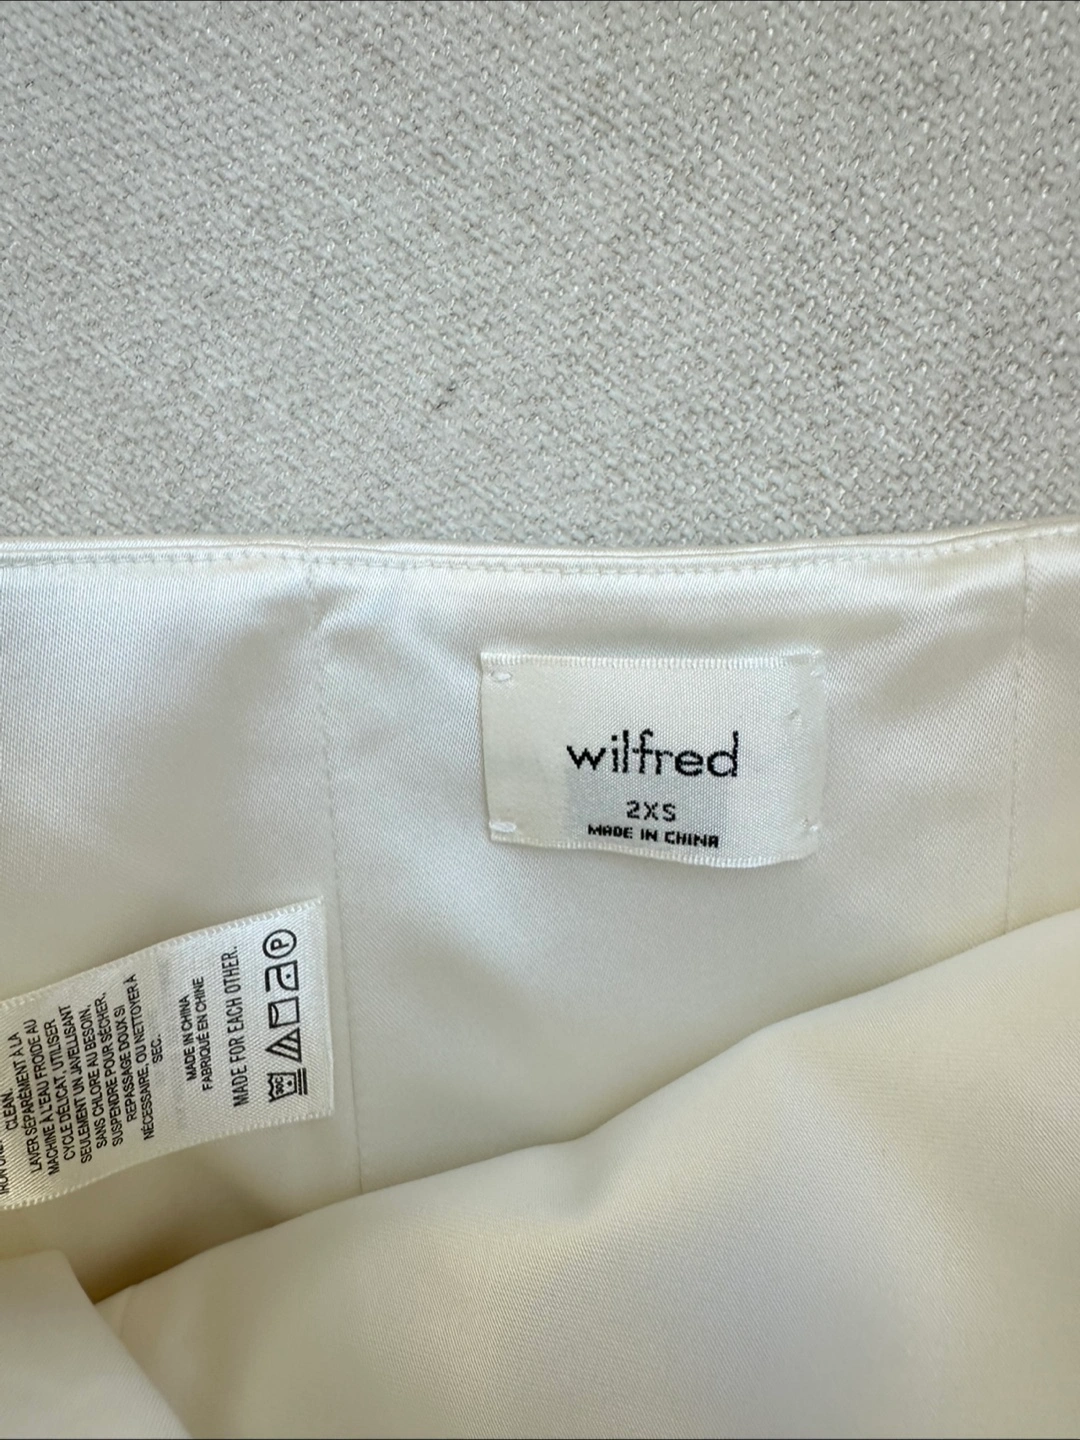 wilfred
2XS
MADE IN CHINA
CLEAN.
LAVER SÉPARÉMENT À LA
MACHINE À L'EAU FROIDE AU
CYCLE DÉLICAT, UTILISER
SEULEMENT UN JAVELLISANT
SANS CHLORE AU BESOIN,
SUSPENDRE POUR SÉCHER,
REPASSAGE DOUX SI
NÉCESSAIRE, OU NETTOYER À
SEC.
MADE IN CHINA
FABRIQUÉ EN CHINE
MADE FOR EACH OTHER.
30C
P